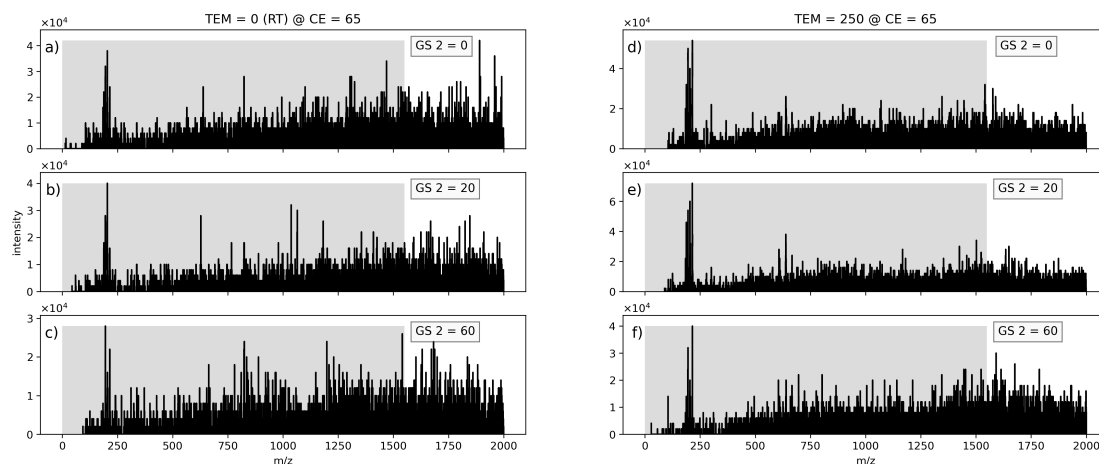 TEM = 0 (RT) @ CE = 65
×10⁴
a)
GS 2 = 0
4
3
2
1
0
×10⁴
b)
GS 2 = 20
4
3
2
1
0
intensity
×10⁴
c)
GS 2 = 60
3
2
1
0
0 250 500 750 1000 1250 1500 1750 2000
m/z
TEM = 250 @ CE = 65
×10⁴
d)
GS 2 = 0
4
2
0
×10⁴
e)
GS 2 = 20
6
4
2
0
×10⁴
f)
GS 2 = 60
4
3
2
1
0
0 250 500 750 1000 1250 1500 1750 2000
m/z